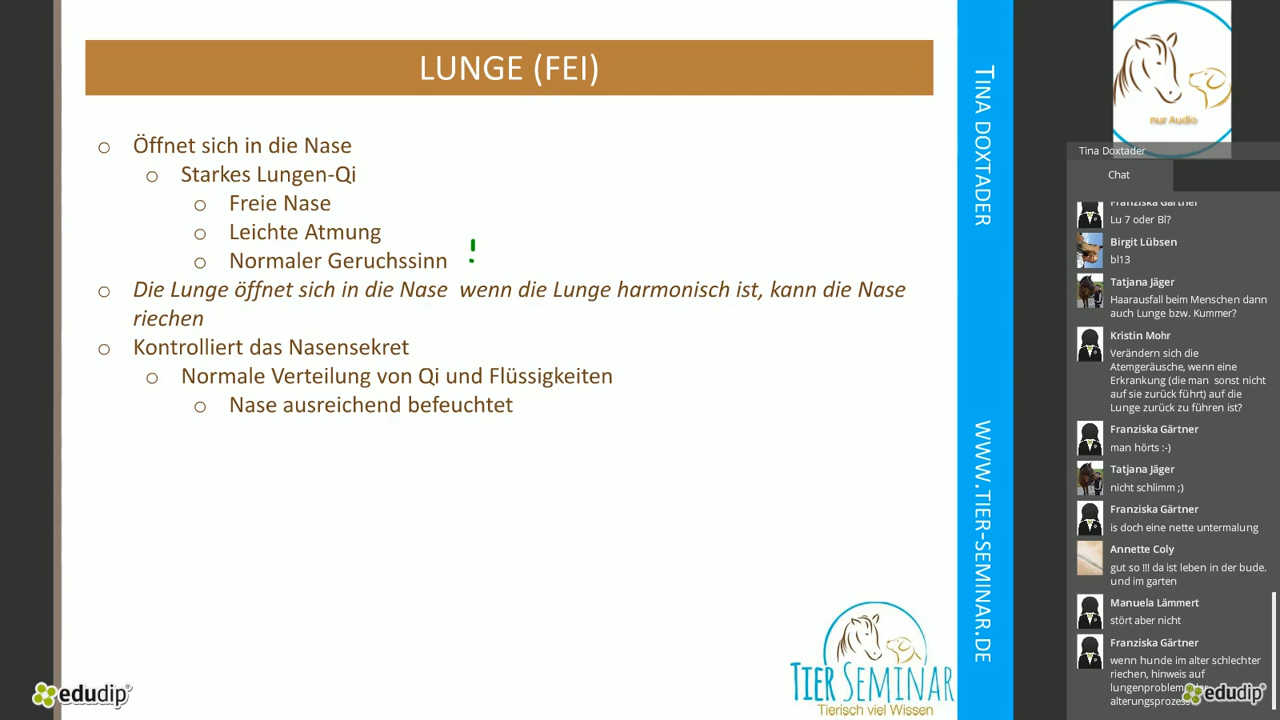 LUNGE (FEI)
o Öffnet sich in die Nase
o Starkes Lungen-Qi
o Freie Nase
o Leichte Atmung
o Normaler Geruchssinn !
o Die Lunge öffnet sich in die Nase wenn die Lunge harmonisch ist, kann die Nase
riechen
o Kontrolliert das Nasensekret
o Normale Verteilung von Qi und Flüssigkeiten
o Nase ausreichend befeuchtet
edudip®
TIER SEMINAR
Tierisch viel Wissen
TINA DOXTADER
WWW.TIER-SEMINAR.DE
nur Audio
Tina Doxtader
Chat
Franziska Gärtner
Lu 7 oder Bl?
Birgit Lübsen
bl13
Tatjana Jäger
Haarausfall beim Menschen dann
auch Lunge bzw. Kummer?
Kristin Mohr
Verändern sich die
Atemgeräusche, wenn eine
Erkrankung (die man sonst nicht
auf sie zurück führt) auf die
Lunge zurück zu führen ist?
Franziska Gärtner
man hörts :-)
Tatjana Jäger
nicht schlimm ;)
Franziska Gärtner
is doch eine nette untermalung
Annette Coly
gut so !!! da ist leben in der bude.
und im garten
Manuela Lämmert
stört aber nicht
Franziska Gärtner
wenn hunde im alter schlechter
riechen, hinweis auf
edudip®